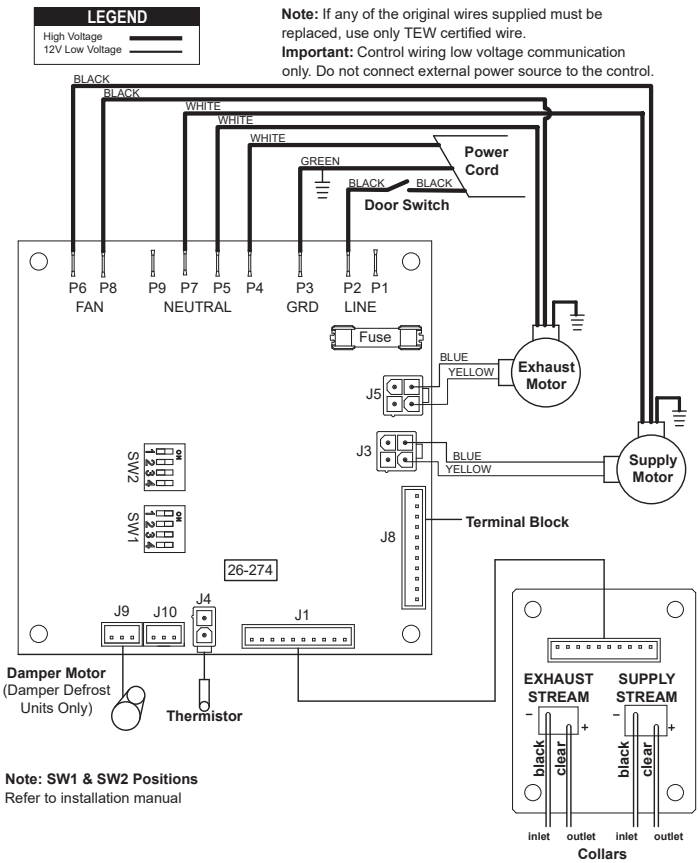 LEGEND
High Voltage
12V Low Voltage
Note: If any of the original wires supplied must be
replaced, use only TEW certified wire.
Important: Control wiring low voltage communication
only. Do not connect external power source to the control.
BLACK
BLACK
WHITE
WHITE
WHITE
GREEN
BLACK
BLACK
Power
Cord
Door Switch
P6
P8
P9
P7
P5
P4
P3
P2
P1
FAN
NEUTRAL
GRD
LINE
Fuse
BLUE
YELLOW
Exhaust
Motor
J5
J3
BLUE
YELLOW
Supply
Motor
SW2
1
2
3
4
ON
SW1
1
2
3
4
ON
J8
Terminal Block
26-274
J9
J10
J4
J1
Damper Motor
(Damper Defrost
Units Only)
Thermistor
EXHAUST
STREAM
SUPPLY
STREAM
–
+
–
+
black
clear
black
clear
inlet
outlet
inlet
outlet
Collars
Note: SW1 & SW2 Positions
Refer to installation manual